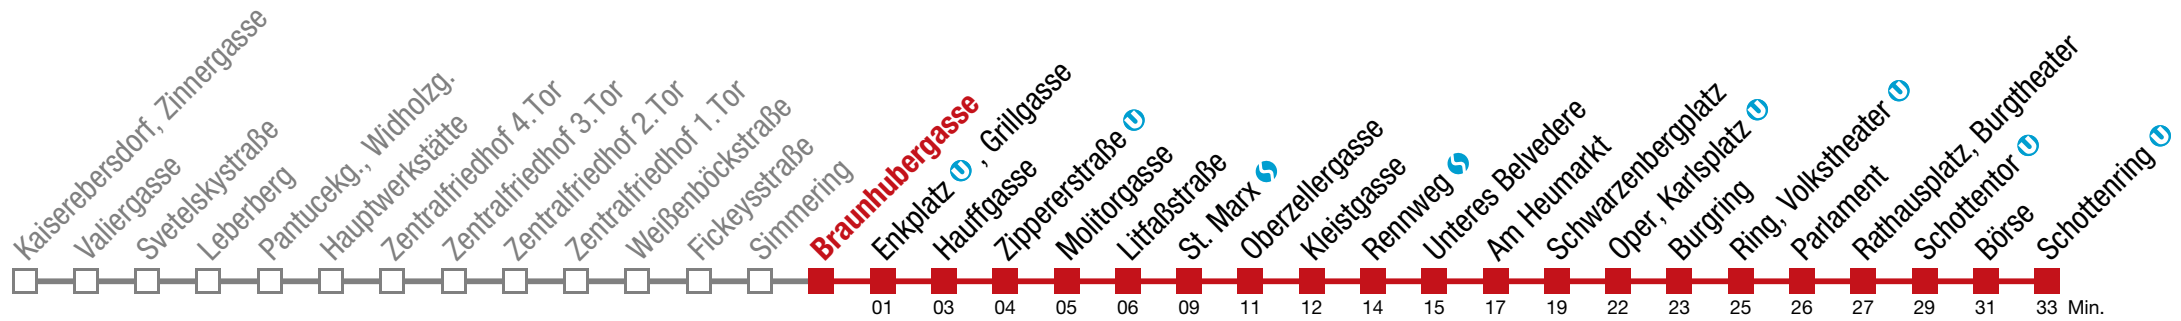 Kaiserebersdorf, Zinnergasse
Valiergasse
Svetelskystraße
Leberberg
Pantucekg., Widholzg.
Hauptwerkstätte
Zentralfriedhof 4.Tor
Zentralfriedhof 3.Tor
Zentralfriedhof 2.Tor
Zentralfriedhof 1.Tor
Weißenböckstraße
Fickeysstraße
Simmering
Braunhubergasse
Enkplatz U , Grillgasse
Hauffgasse
Zippererstraße U
Molitorgasse
Litfaßstraße
St. Marx S
Oberzellergasse
Kleistgasse
Rennweg S
Unteres Belvedere
Am Heumarkt
Schwarzenbergplatz
Oper, Karlsplatz U
Burgring
Ring, Volkstheater U
Parlament
Rathausplatz, Burgtheater
Schottentor U
Börse
Schottenring U
01 03 04 05 06 09 11 12 14 15 17 19 22 23 25 26 27 29 31 33 Min.